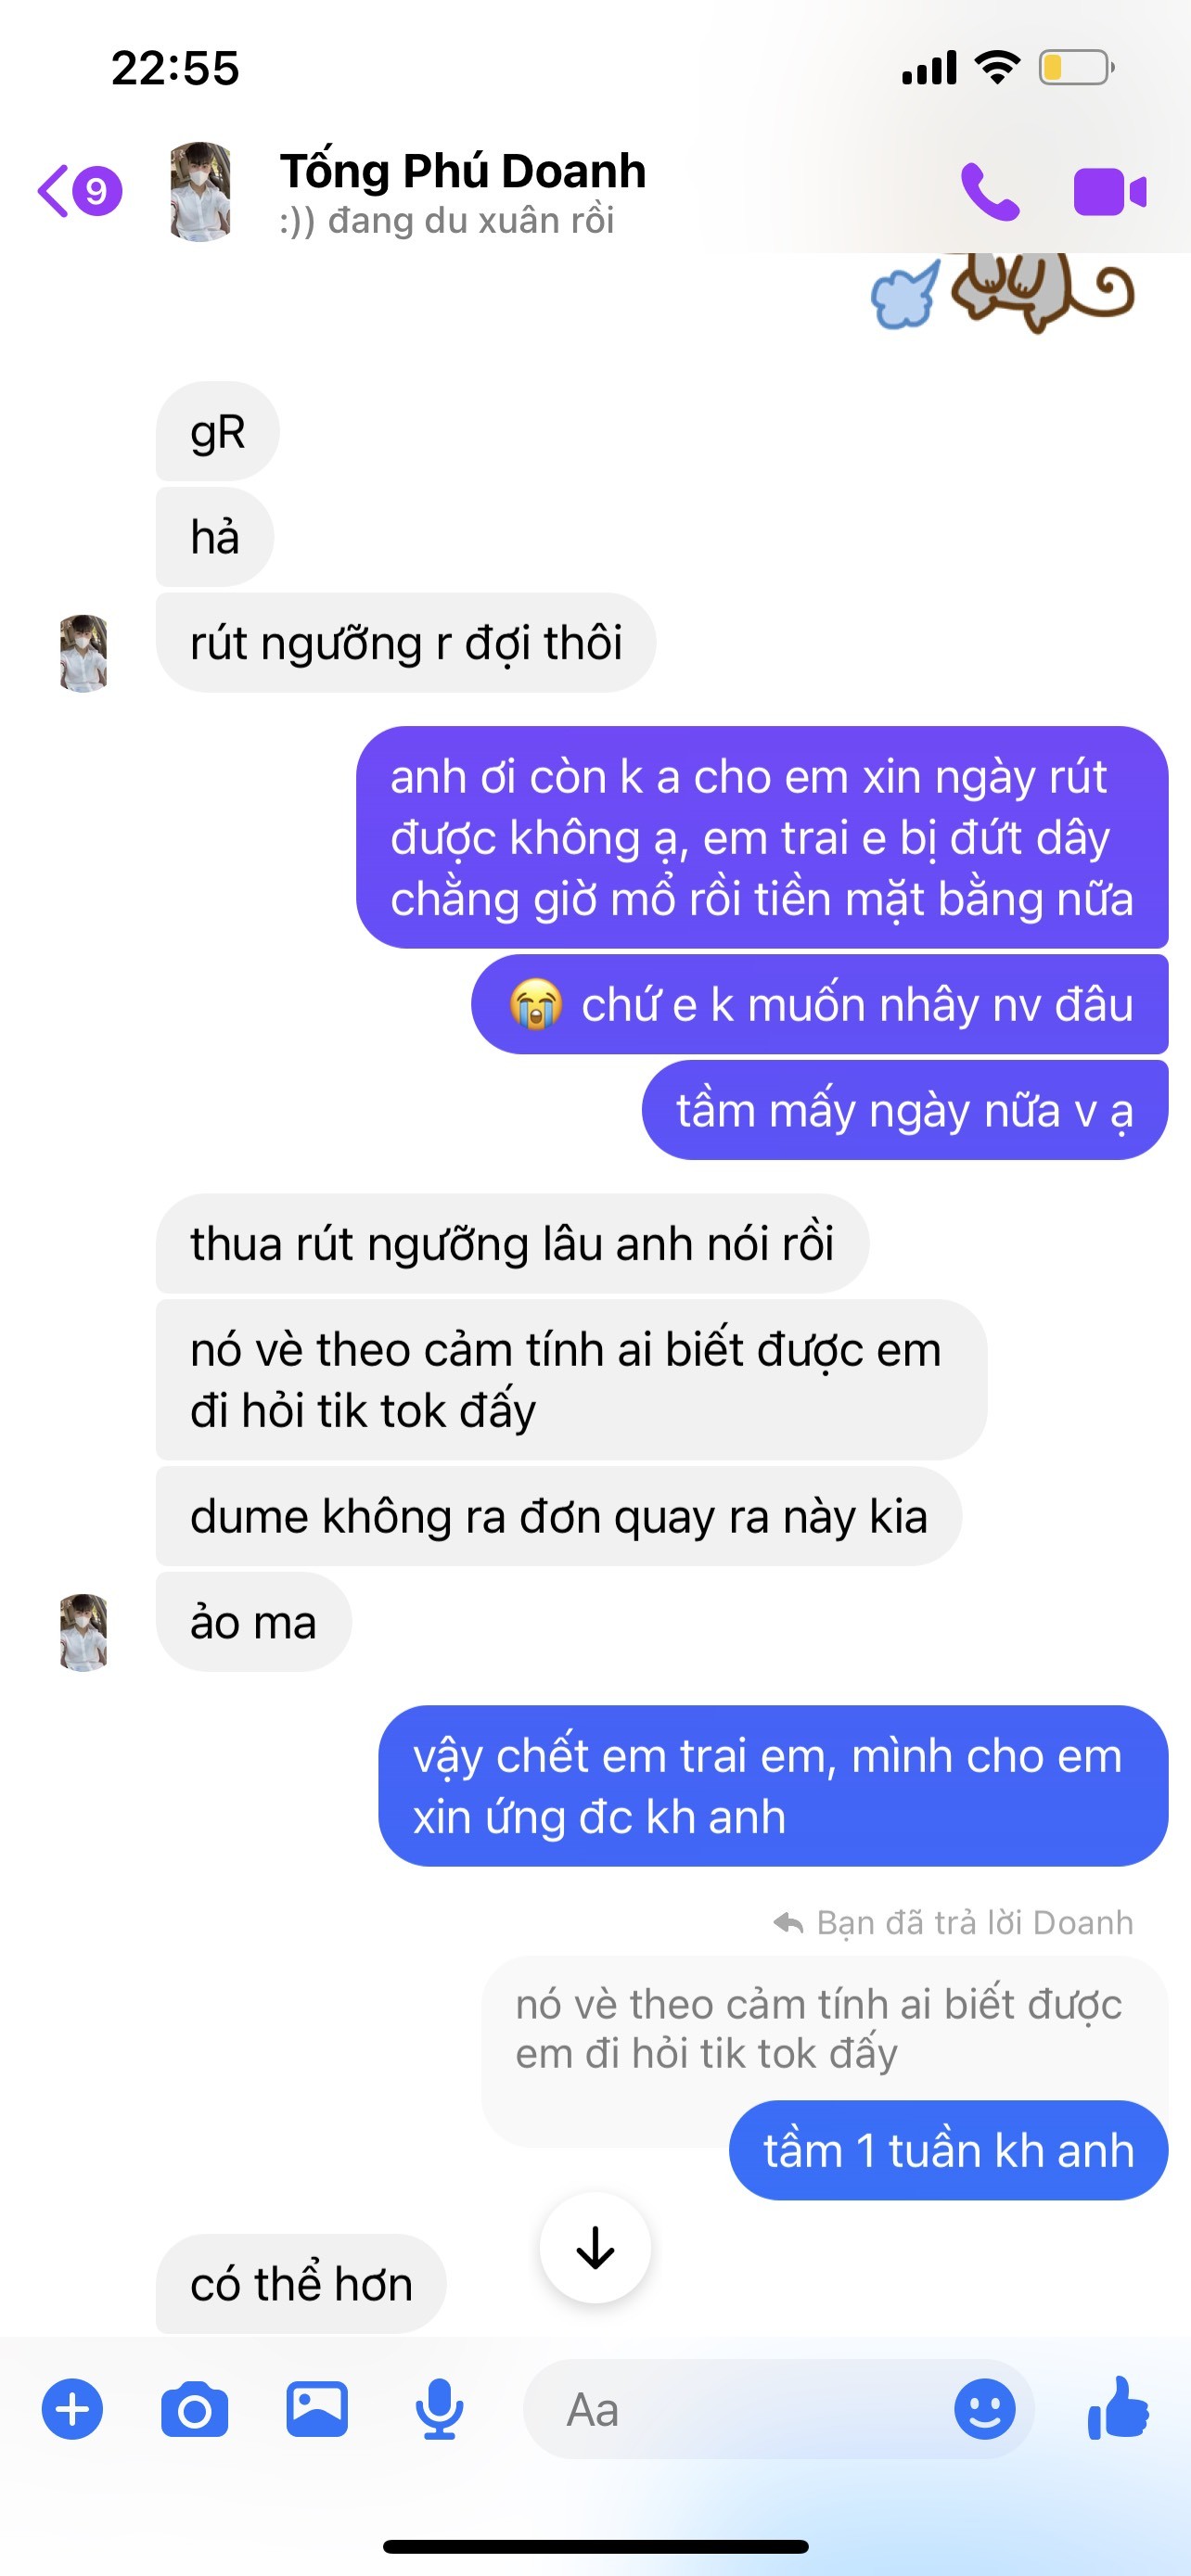 22:55
9
Tống Phú Doanh
:)) đang du xuân rồi
gR
hả
rút ngưỡng r đợi thôi
anh ơi còn k a cho em xin ngày rút
được không ạ, em trai e bị đứt dây
chằng giờ mổ rồi tiền mặt bằng nữa
😭 chứ e k muốn nhây nv đâu
tầm mấy ngày nữa v ạ
thua rút ngưỡng lâu anh nói rồi
nó vè theo cảm tính ai biết được em
đi hỏi tik tok đấy
dume không ra đơn quay ra này kia
ảo ma
vậy chết em trai em, mình cho em
xin ứng đc kh anh
Bạn đã trả lời Doanh
nó vè theo cảm tính ai biết được
em đi hỏi tik tok đấy
tầm 1 tuần kh anh
có thể hơn
Aa